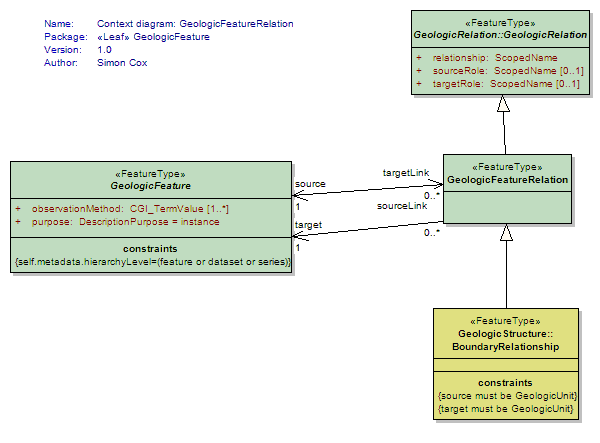 Name: Context diagram: GeologicFeatureRelation
Package: «Leaf» GeologicFeature
Version: 1.0
Author: Simon Cox
«FeatureType»
GeologicRelation::GeologicRelation
+ relationship: ScopedName
+ sourceRole: ScopedName [0..1]
+ targetRole: ScopedName [0..1]
«FeatureType»
GeologicFeature
+ observationMethod: CGI_TermValue [1..*]
+ purpose: DescriptionPurpose = instance
constraints
{self.metadata.hierarchyLevel=(feature or dataset or series)}
source
1
targetLink
0..*
target
1
sourceLink
0..*
«FeatureType»
GeologicFeatureRelation
«FeatureType»
GeologicStructure::
BoundaryRelationship
constraints
{source must be GeologicUnit}
{target must be GeologicUnit}